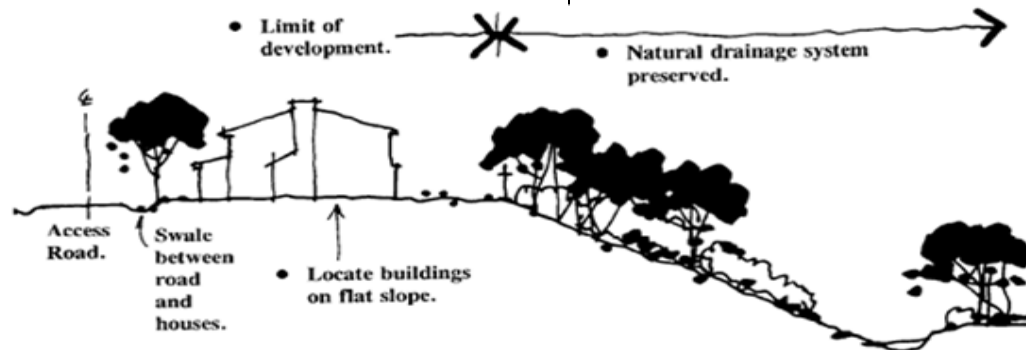 • Limit of
development.
• Natural drainage system
preserved.
℄
Access
Road.
Swale
between
road
and
houses.
• Locate buildings
on flat slope.